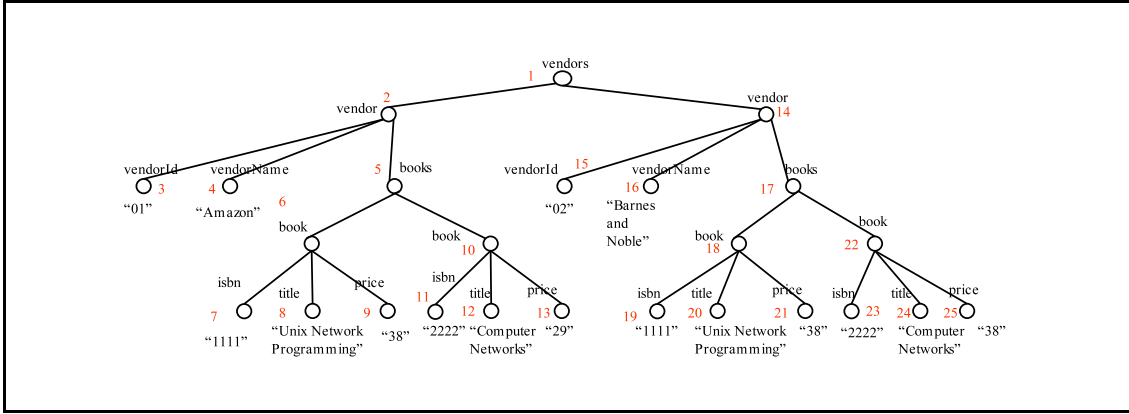 vendors
1
2
vendor
vendor
14
vendorId
3
vendorName
4
5
books
vendorId
15
vendorName
16
books
17
“01”
“Amazon”
6
“02”
“Barnes
and
Noble”
book
book
10
book
18
book
22
isbn
7
title
8
price
9
isbn
11
title
12
price
13
isbn
19
title
20
price
21
isbn
23
title
24
price
25
“1111”
“Unix Network
Programming”
“38”
“2222”
“Computer
Networks”
“29”
“1111”
“Unix Network
Programming”
“38”
“2222”
“Computer
Networks”
“38”